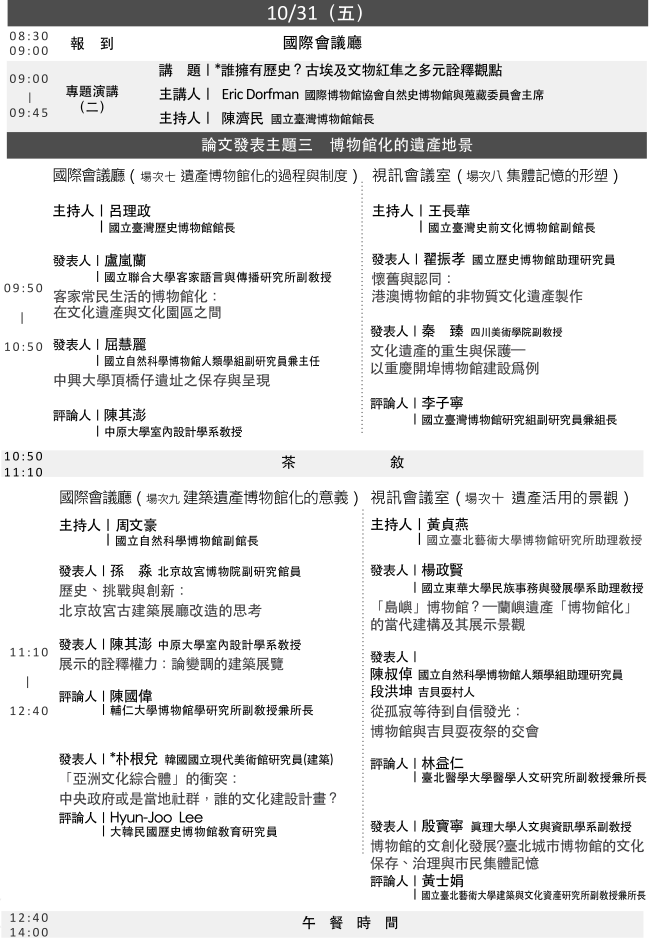 10/31（五）
08:30
09:00
報 到
國際會議廳
09:00
|
09:45
專題演講
(二)
講 題 | *誰擁有歷史？古埃及文物紅隼之多元詮釋觀點
主講人 | Eric Dorfman 國際博物館協會自然史博物館與蒐藏委員會主席
主持人 | 陳濟民 國立臺灣博物館館長
論文發表主題三 博物館化的遺產地景
09:50
|
10:50
國際會議廳（場次七 遺產博物館化的過程與制度）
主持人 | 呂理政
| 國立臺灣歷史博物館館長
發表人 | 盧嵐蘭
| 國立聯合大學客家語言與傳播研究所副教授
客家常民生活的博物館化：
在文化遺產與文化園區之間
發表人 | 屈慧麗
| 國立自然科學博物館人類學組副研究員兼主任
中興大學頂橋仔遺址之保存與呈現
評論人 | 陳其澎
| 中原大學室內設計學系教授
視訊會議室（場次八 集體記憶的形塑）
主持人 | 王長華
| 國立臺灣史前文化博物館副館長
發表人 | 翟振孝 國立歷史博物館助理研究員
懷舊與認同：
港澳博物館的非物質文化遺產製作
發表人 | 秦 臻 四川美術學院副教授
文化遺產的重生與保護—
以重慶開埠博物館建設爲例
評論人 | 李子寧
| 國立臺灣博物館研究組副研究員兼組長
10:50
11:10
茶 敘
11:10
|
12:40
國際會議廳（場次九 建築遺產博物館化的意義）
主持人 | 周文豪
| 國立自然科學博物館副館長
發表人 | 孫 淼 北京故宮博物院副研究館員
歷史、挑戰與創新：
北京故宮古建築展廳改造的思考
發表人 | 陳其澎 中原大學室內設計學系教授
展示的詮釋權力：論變調的建築展覽
評論人 | 陳國偉
| 輔仁大學博物館學研究所副教授兼所長
發表人 | *朴根兌 韓國國立現代美術館研究員(建築)
「亞洲文化綜合體」的衝突：
中央政府或是當地社群，誰的文化建設計畫？
評論人 | Hyun-Joo Lee
| 大韓民國歷史博物館敎育研究員
視訊會議室（場次十 遺產活用的景觀）
主持人 | 黃貞燕
| 國立臺北藝術大學博物館研究所助理教授
發表人 | 楊政賢
| 國立東華大學民族事務與發展學系助理教授
「島嶼」博物館？—蘭嶼遺產「博物館化」
的當代建構及其展示景觀
發表人 |
陳叔倬 國立自然科學博物館人類學組助理研究員
段洪坤 吉貝耍村人
從孤寂等待到自信發光：
博物館與吉貝耍夜祭的交會
評論人 | 林益仁
| 臺北醫學大學醫學人文研究所副教授兼所長
發表人 | 殷寶寧 眞理大學人文與資訊學系副教授
博物館的文創化發展?臺北城市博物館的文化
保存、治理與市民集體記憶
評論人 | 黃士娟
| 國立臺北藝術大學建築與文化資產研究所副教授兼所長
12:40
14:00
午 餐 時 間